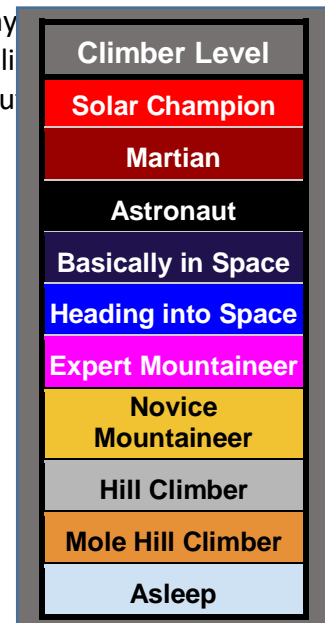 Climber Level
Solar Champion
Martian
Astronaut
Basically in Space
Heading into Space
Expert Mountaineer
Novice
Mountaineer
Hill Climber
Mole Hill Climber
Asleep